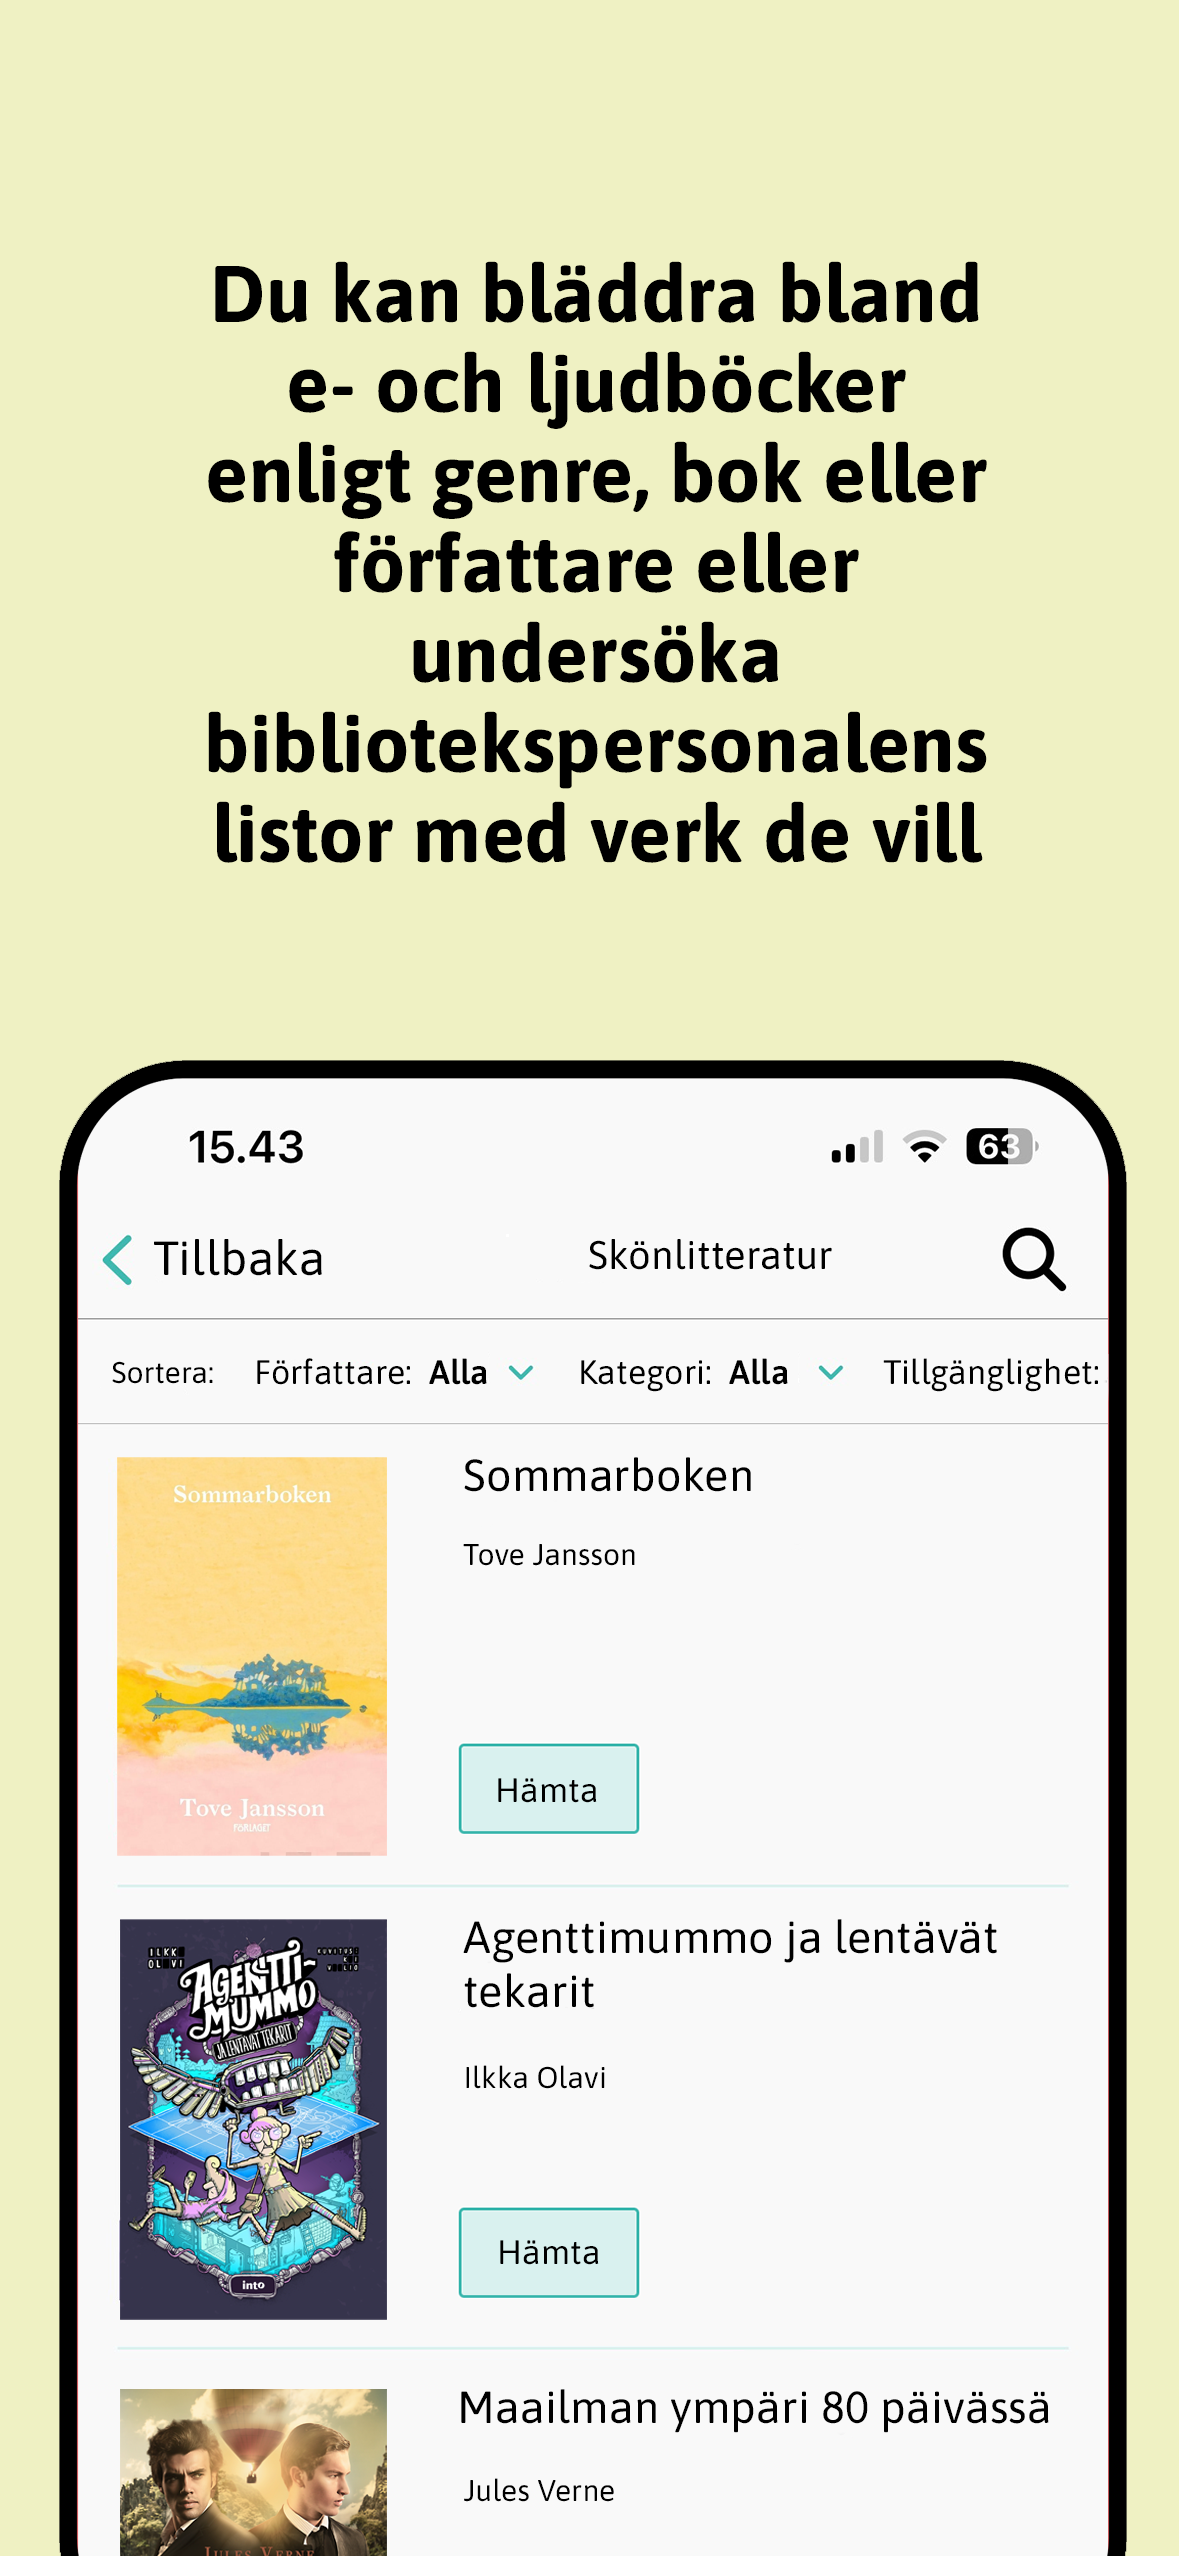 Du kan bläddra bland
e- och ljudböcker
enligt genre, bok eller
författare eller
undersöka
bibliotekspersonalens
listor med verk de vill
15.43
63
Tillbaka
Skönlitteratur
Sortera:
Författare: Alla
Kategori: Alla
Tillgänglighet:
Sommarboken
Tove Jansson
FÖRLAGET
Sommarboken
Tove Jansson
Hämta
ILKKA
OLAVI
AGENTTI-
MUMMO
JA LENTÄVÄT TEKARIT
into
Agenttimummo ja lentävät
tekarit
Ilkka Olavi
Hämta
JULES VERNE
Maailman ympäri 80 päivässä
Jules Verne